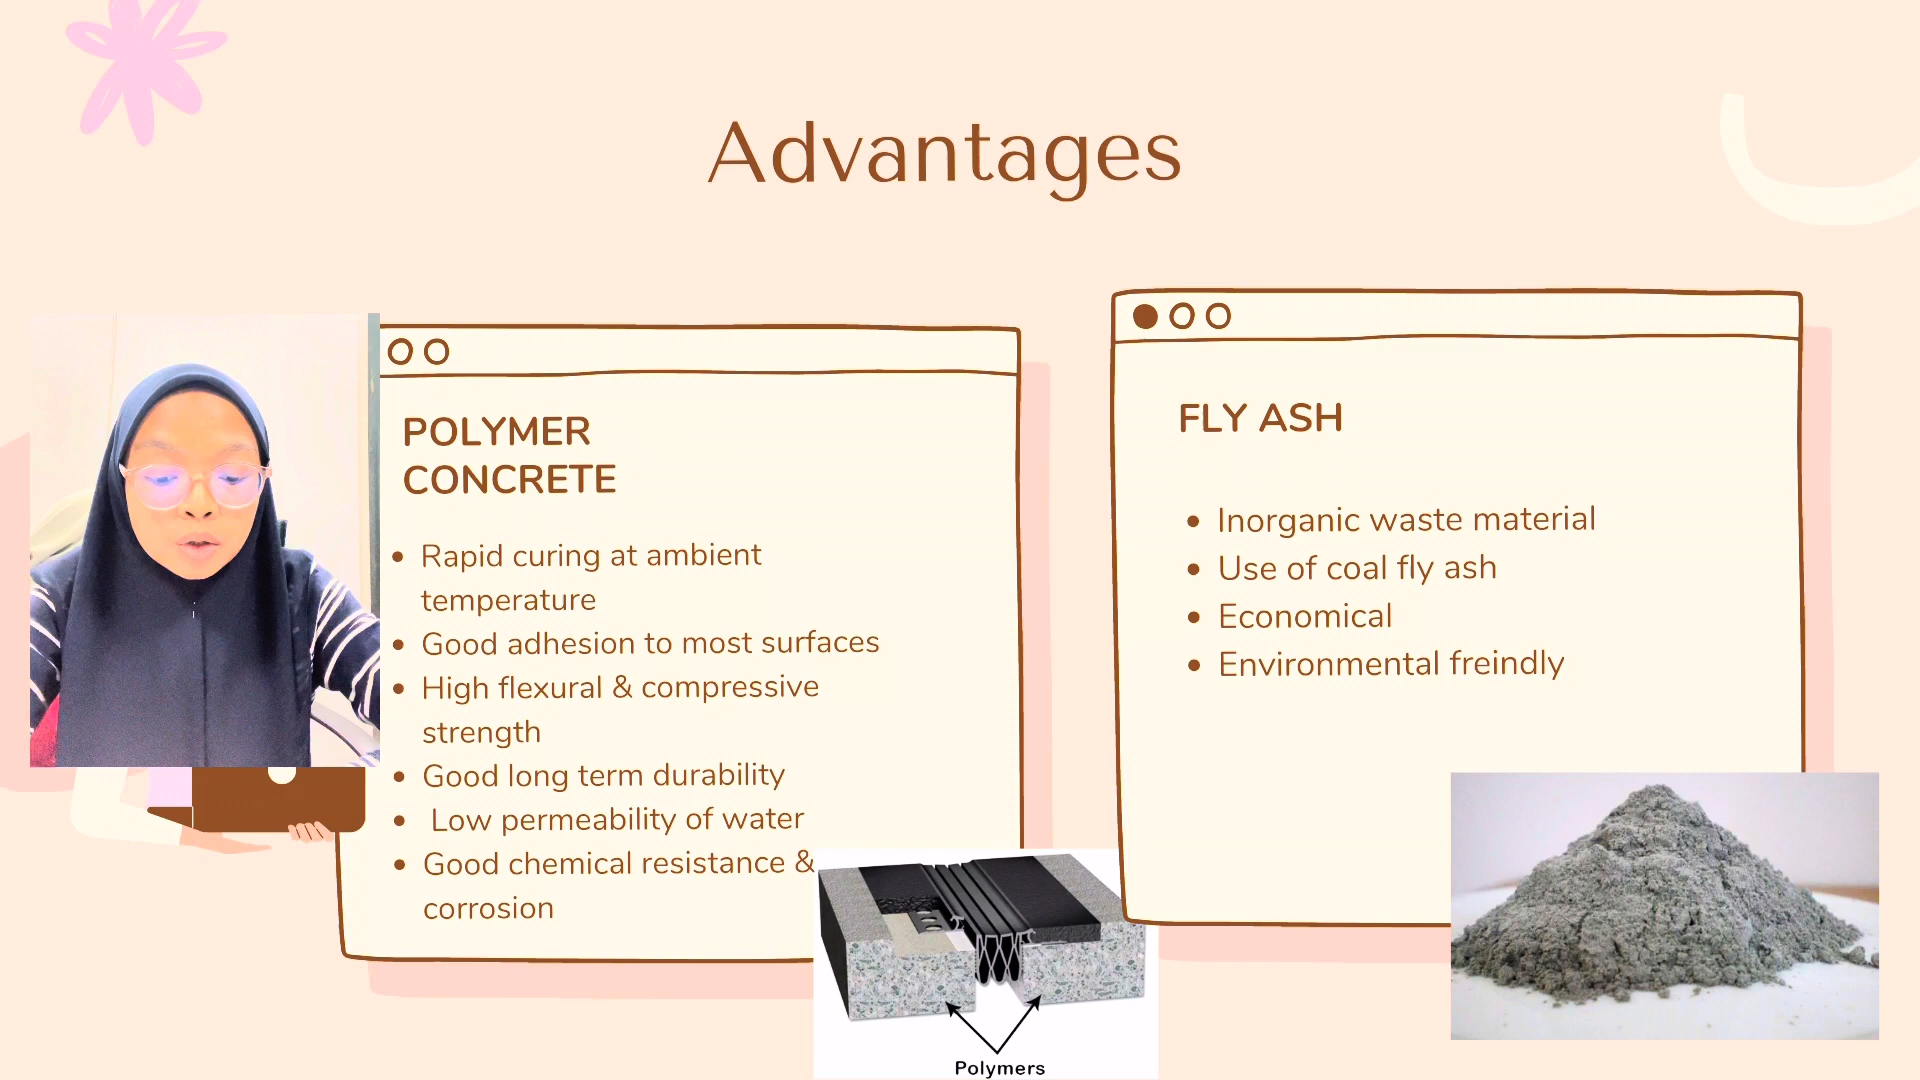 Advantages
POLYMER
CONCRETE
• Rapid curing at ambient
temperature
• Good adhesion to most surfaces
• High flexural & compressive
strength
• Good long term durability
• Low permeability of water
• Good chemical resistance &
corrosion
Polymers
FLY ASH
• Inorganic waste material
• Use of coal fly ash
• Economical
• Environmental freindly